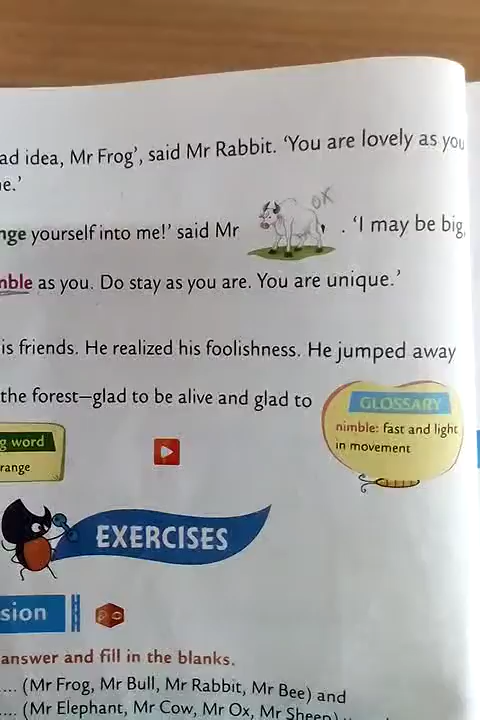 ad idea, Mr Frog', said Mr Rabbit. 'You are lovely as you
e.'
ox
nge yourself into me!' said Mr . 'I may be big,
mble as you. Do stay as you are. You are unique.'
is friends. He realized his foolishness. He jumped away
the forest—glad to be alive and glad to
GLOSSARY
nimble: fast and light
in movement
g word
range
EXERCISES
sion
answer and fill in the blanks.
.... (Mr Frog, Mr Bull, Mr Rabbit, Mr Bee) and
.... (Mr Elephant, Mr Cow, Mr Ox, Mr Sheep)